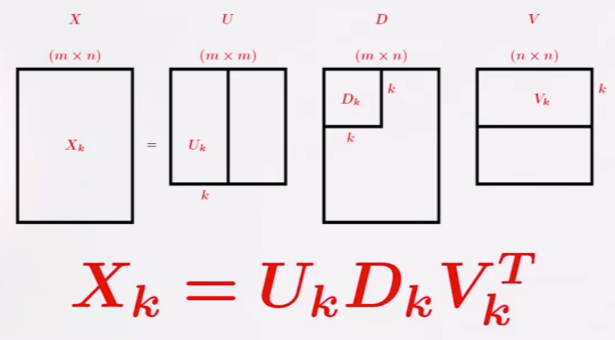 X U D V
(m × n) (m × m) (m × n) (n × n)
D_k k V_k k
X_k = U_k k
k
X_k = U_k D_k V_k^T